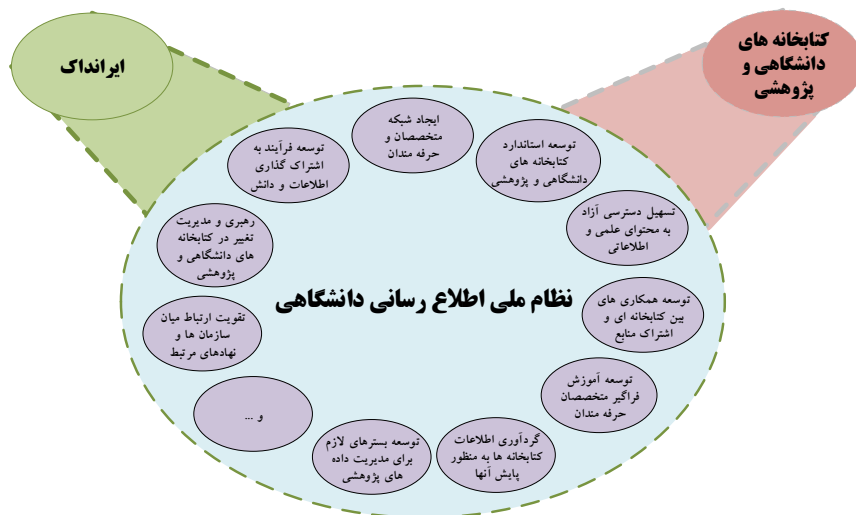 کتابخانه های
دانشگاهی و
پژوهشی
ایرانداک
ایجاد شبکه
متخصصان و
حرفه مندان
توسعه استاندارد
کتابخانه های
دانشگاهی و پژوهشی
تسهیل دسترسی آزاد
به محتوای علمی و
اطلاعاتی
توسعه همکاری های
بین کتابخانه ای و
اشتراک منابع
توسعه آموزش
فراگیر متخصصان
حرفه مندان
گردآوری اطلاعات
کتابخانه ها به منظور
پایش آنها
توسعه بسترهای لازم
برای مدیریت داده
های پژوهشی
و ...
تقویت ارتباط میان
سازمان ها و
نهادهای مرتبط
رهبری و مدیریت
تغییر در کتابخانه
های دانشگاهی و
پژوهشی
توسعه فرآیند به
اشتراک گذاری
اطلاعات و دانش
نظام ملی اطلاع رسانی دانشگاهی